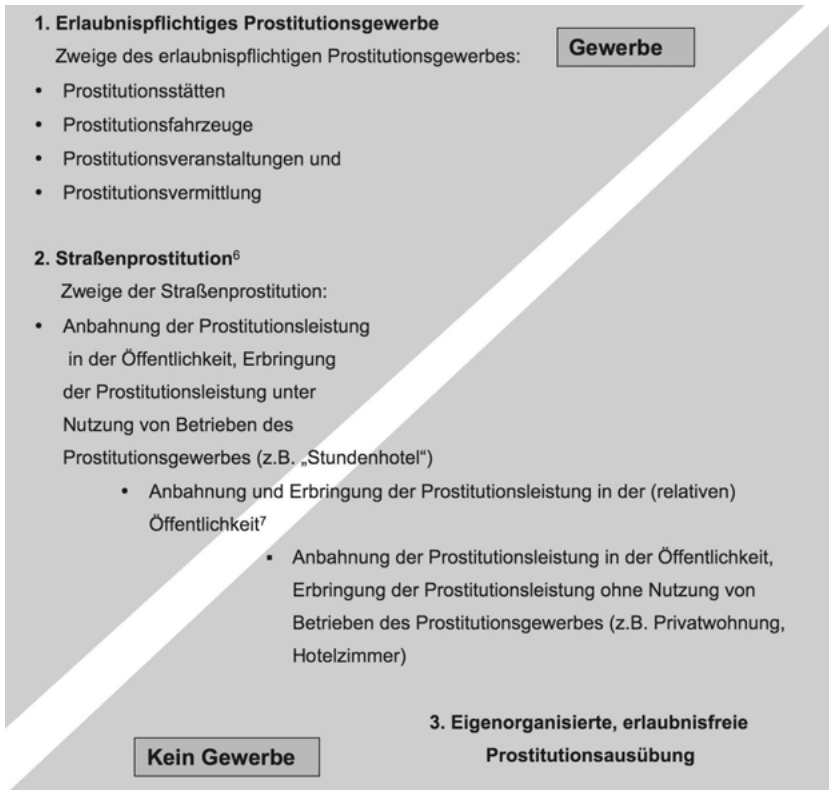 1. Erlaubnispflichtiges Prostitutionsgewerbe
Zweige des erlaubnispflichtigen Prostitutionsgewerbes:
Gewerbe
• Prostitutionsstätten
• Prostitutionsfahrzeuge
• Prostitutionsveranstaltungen und
• Prostitutionsvermittlung
2. Straßenprostitution⁶
Zweige der Straßenprostitution:
• Anbahnung der Prostitutionsleistung
in der Öffentlichkeit, Erbringung
der Prostitutionsleistung unter
Nutzung von Betrieben des
Prostitutionsgewerbes (z.B. „Stundenhotel“)
• Anbahnung und Erbringung der Prostitutionsleistung in der (relativen)
Öffentlichkeit⁷
▪ Anbahnung der Prostitutionsleistung in der Öffentlichkeit,
Erbringung der Prostitutionsleistung ohne Nutzung von
Betrieben des Prostitutionsgewerbes (z.B. Privatwohnung,
Hotelzimmer)
3. Eigenorganisierte, erlaubnisfreie
Prostitutionsausübung
Kein Gewerbe